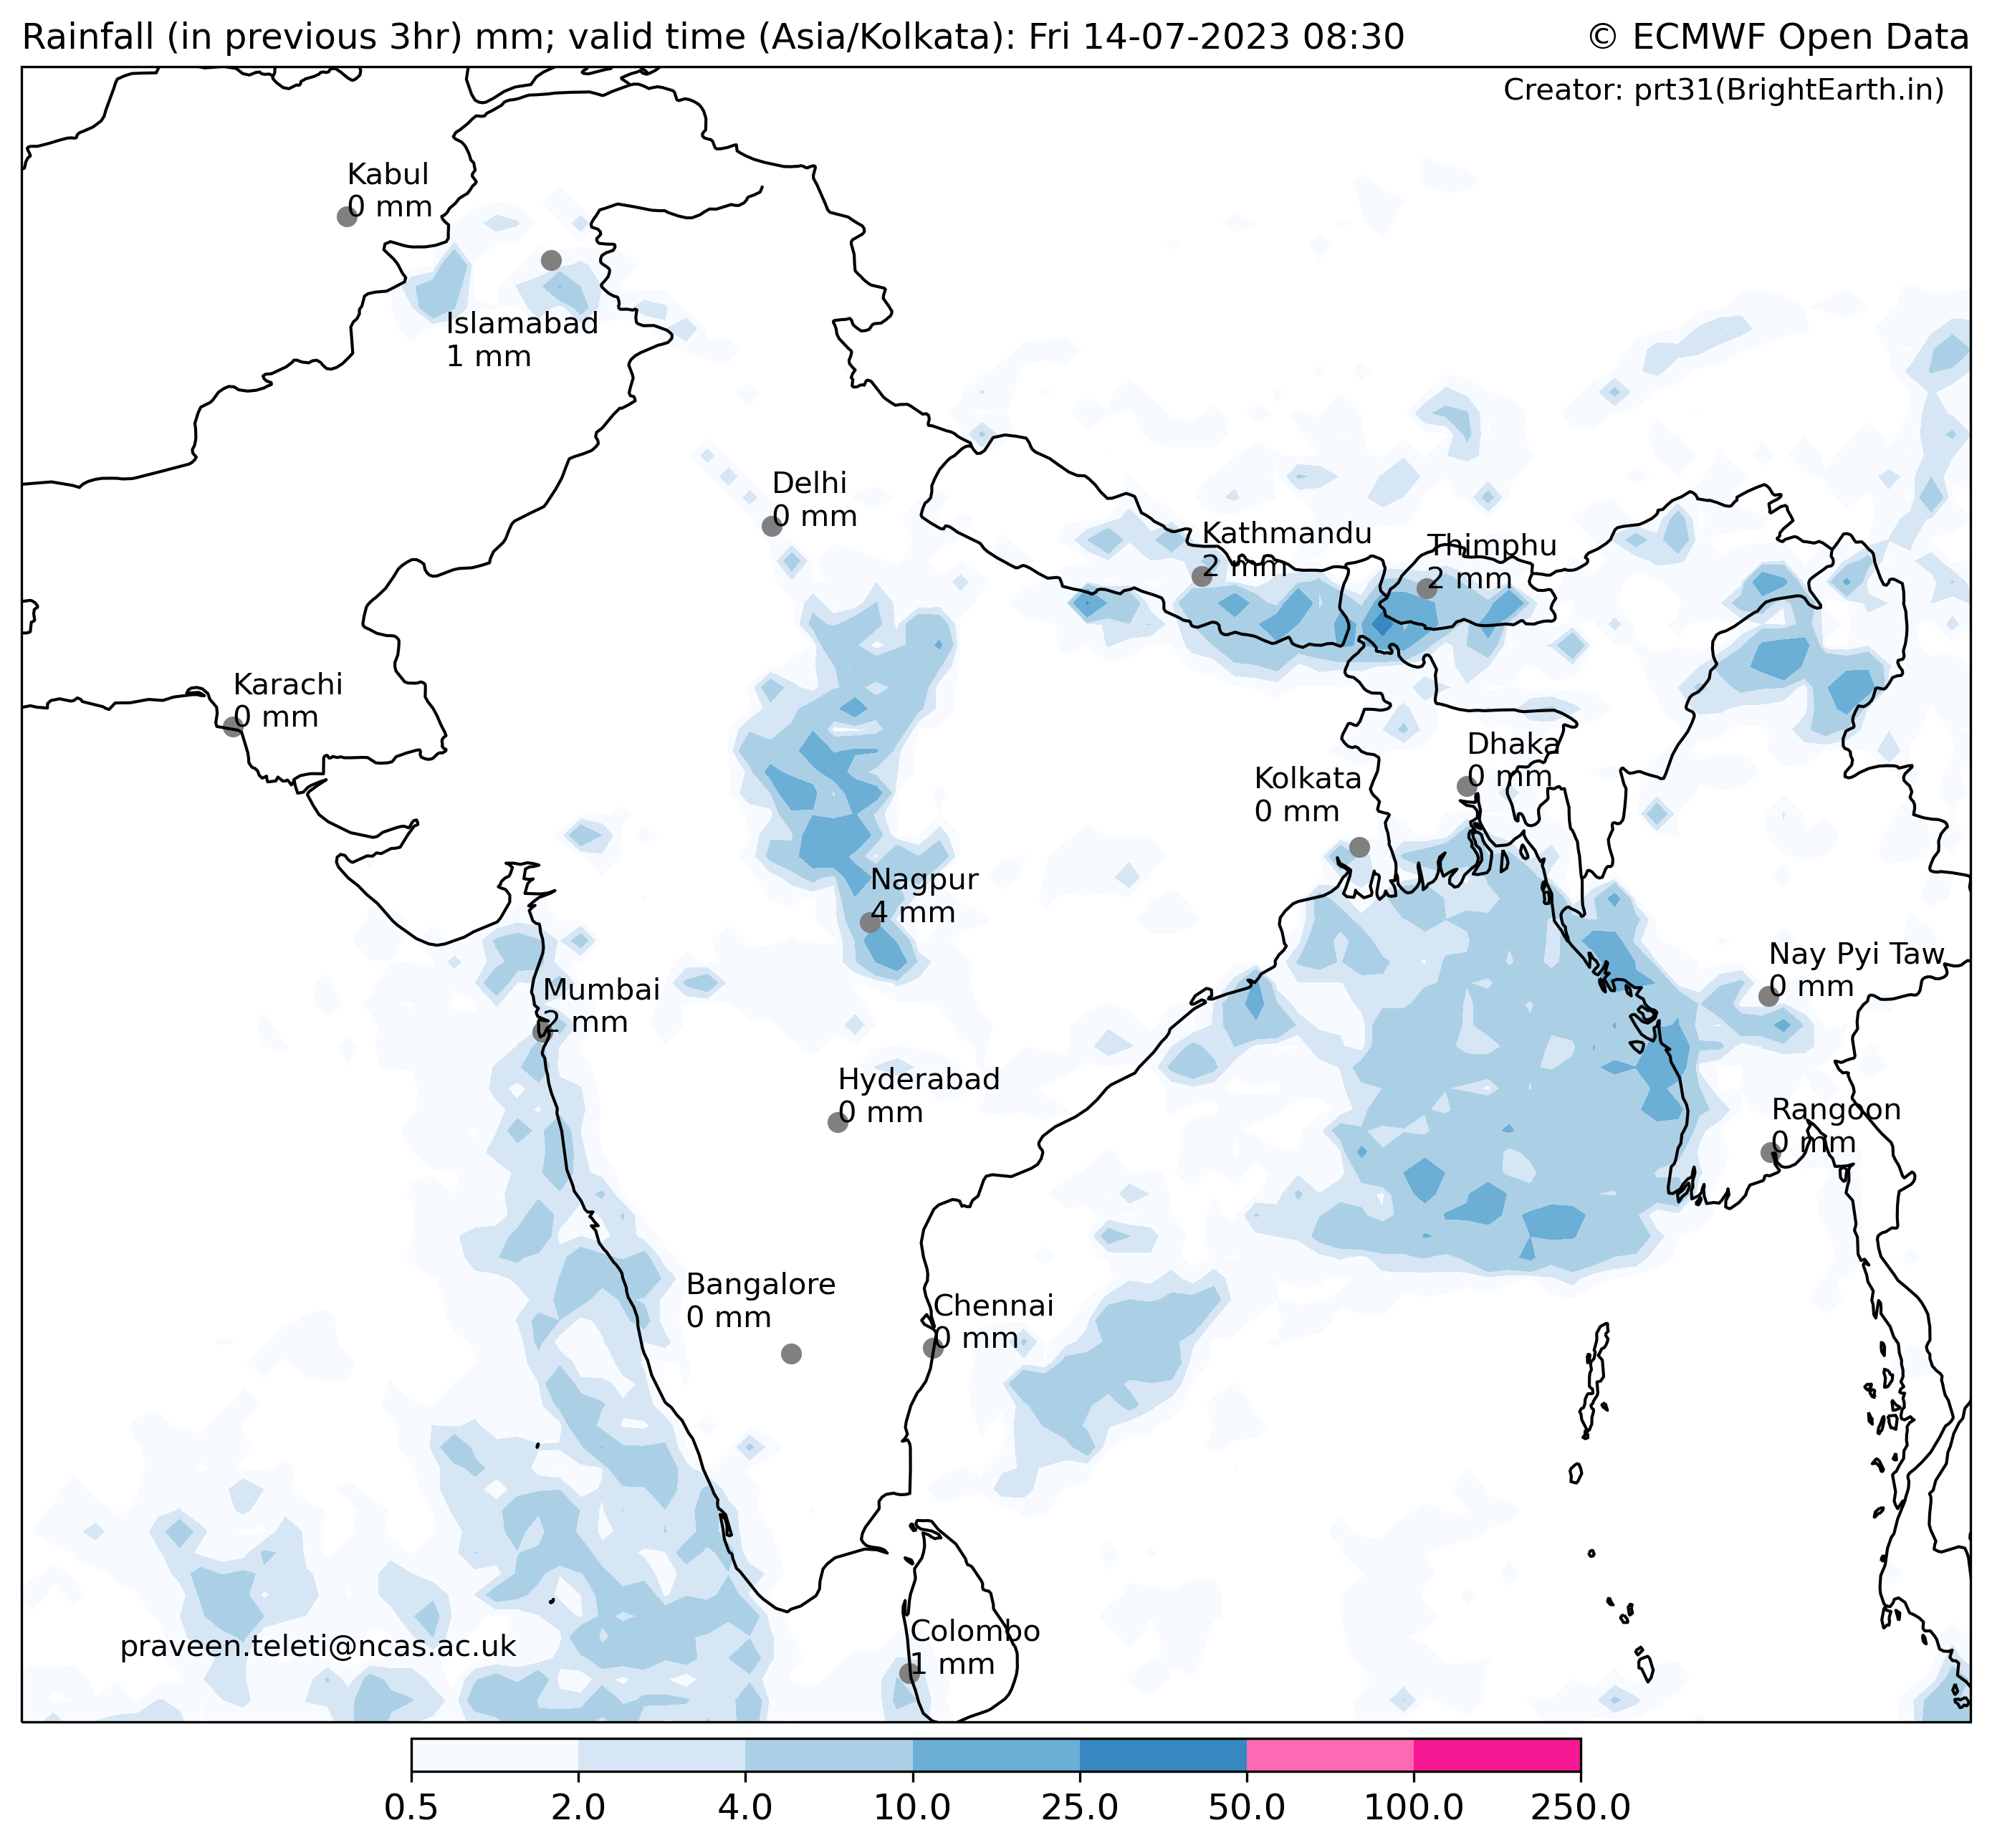 Rainfall (in previous 3hr) mm; valid time (Asia/Kolkata): Fri 14-07-2023 08:30
© ECMWF Open Data
Creator: prt31(BrightEarth.in)
Kabul
0 mm
Islamabad
1 mm
Delhi
0 mm
Kathmandu
2 mm
Thimphu
2 mm
Karachi
0 mm
Dhaka
0 mm
Kolkata
0 mm
Nagpur
4 mm
Nay Pyi Taw
0 mm
Mumbai
2 mm
Hyderabad
0 mm
Rangoon
0 mm
Bangalore
0 mm
Chennai
0 mm
Colombo
1 mm
praveen.teleti@ncas.ac.uk
0.5 2.0 4.0 10.0 25.0 50.0 100.0 250.0